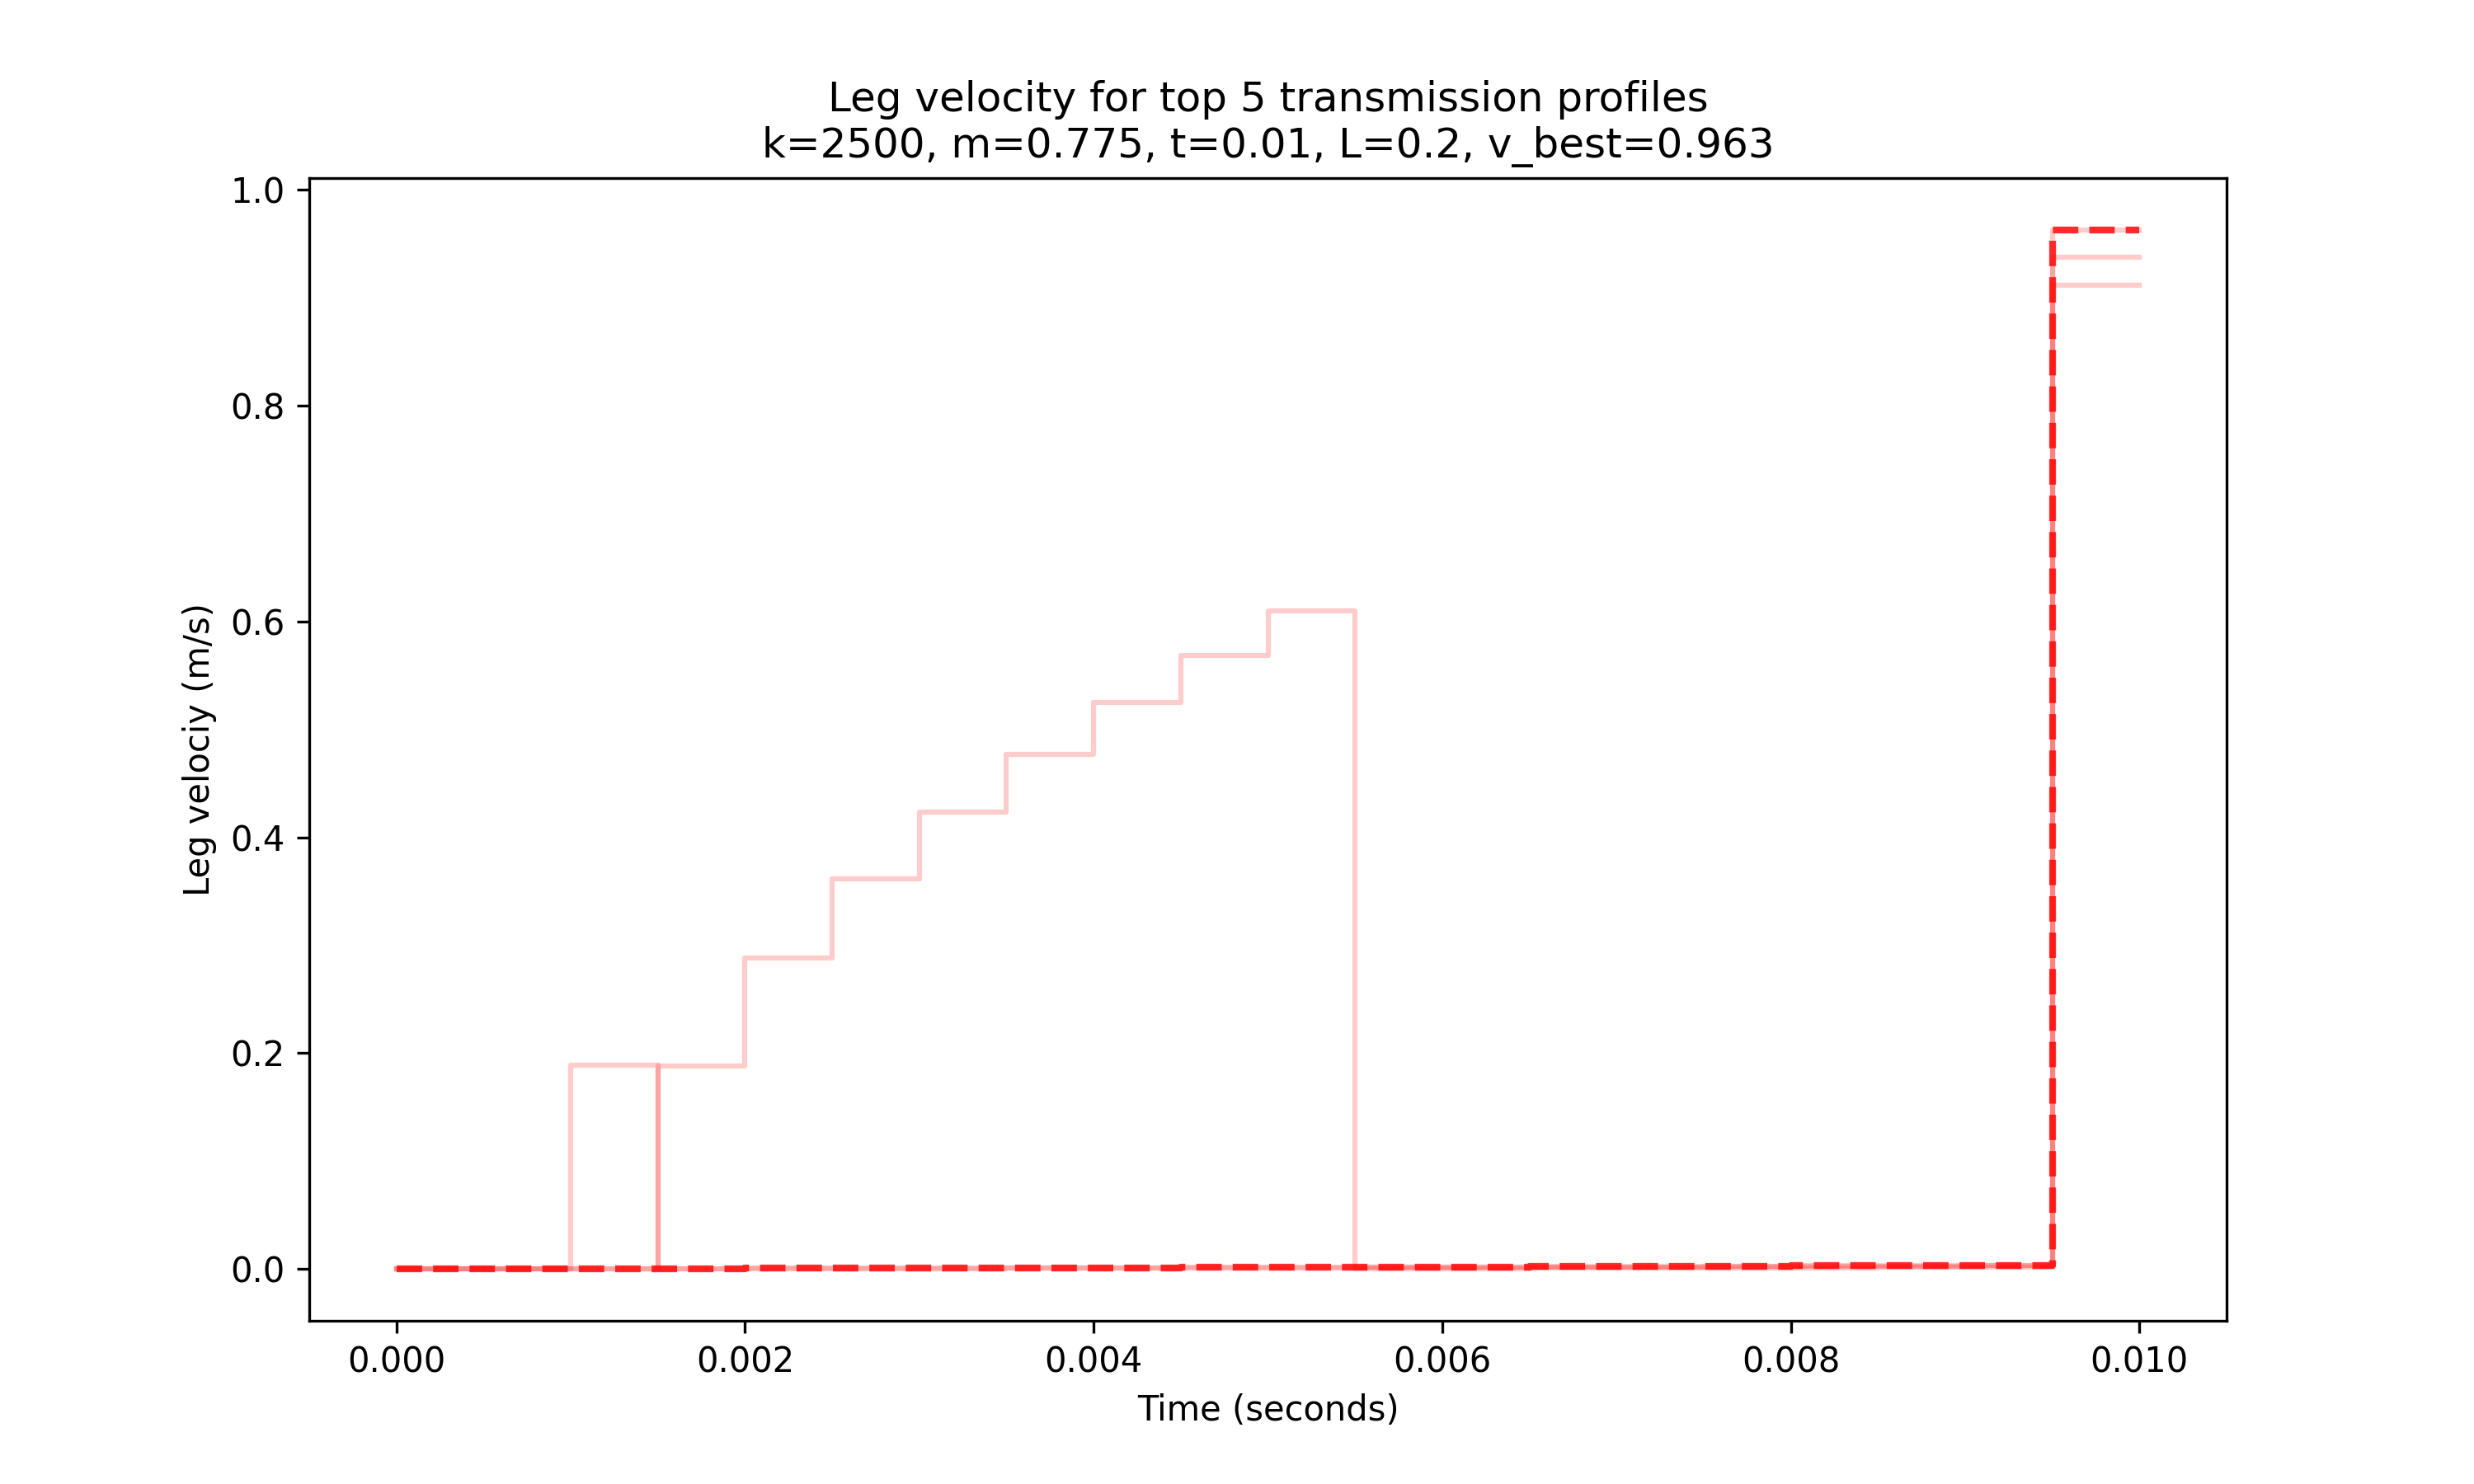 Leg velocity for top 5 transmission profiles
k=2500, m=0.775, t=0.01, L=0.2, v_best=0.963
1.0
0.8
0.6
0.4
0.2
0.0
Leg velociy (m/s)
0.000 0.002 0.004 0.006 0.008 0.010
Time (seconds)